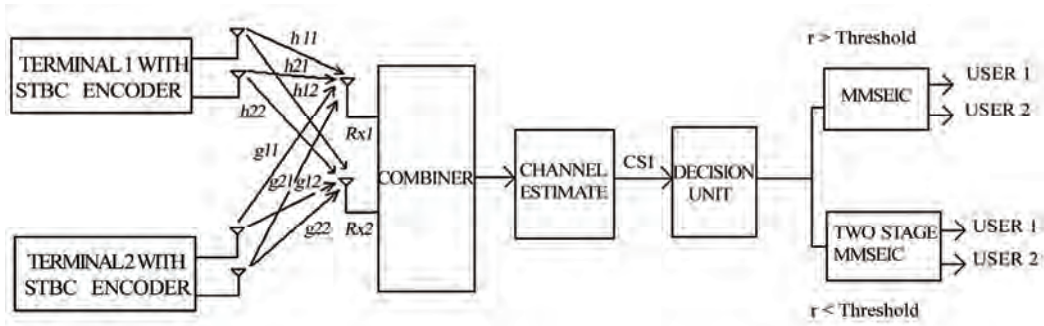 TERMINAL 1 WITH
STBC ENCODER
h11
h21
h12
h22
Rx1
g11
g21
g12
g22
Rx2
TERMINAL 2 WITH
STBC ENCODER
COMBINER
CHANNEL
ESTIMATE
CSI
DECISION
UNIT
r > Threshold
MMSEIC
USER 1
USER 2
TWO STAGE
MMSEIC
USER 1
USER 2
r < Threshold